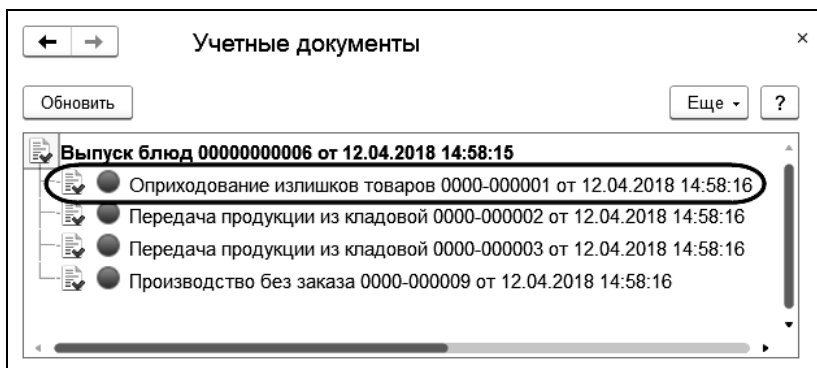 Учетные документы
Обновить
Еще
?
Выпуск блюд 00000000006 от 12.04.2018 14:58:15
Оприходование излишков товаров 0000-000001 от 12.04.2018 14:58:16
Передача продукции из кладовой 0000-000002 от 12.04.2018 14:58:16
Передача продукции из кладовой 0000-000003 от 12.04.2018 14:58:16
Производство без заказа 0000-000009 от 12.04.2018 14:58:16